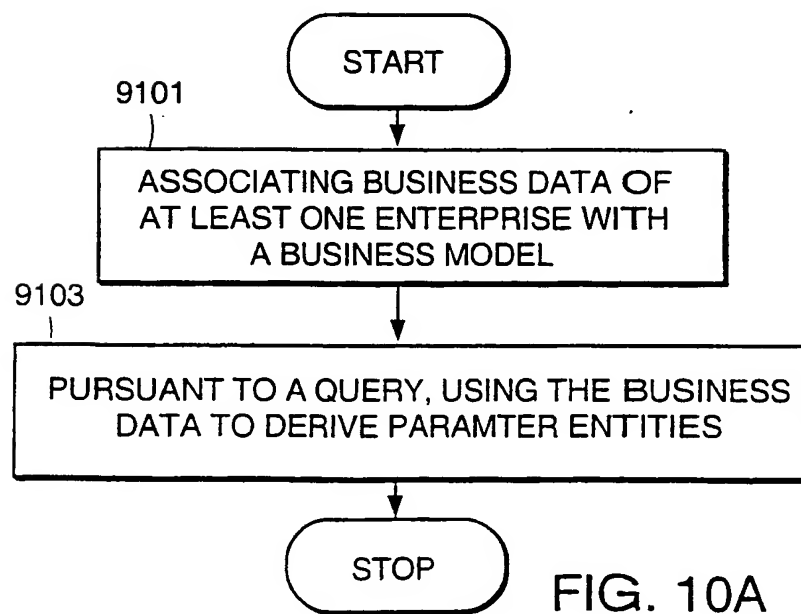 START
9101
ASSOCIATING BUSINESS DATA OF
AT LEAST ONE ENTERPRISE WITH
A BUSINESS MODEL
9103
PURSUANT TO A QUERY, USING THE BUSINESS
DATA TO DERIVE PARAMTER ENTITIES
STOP
FIG. 10A